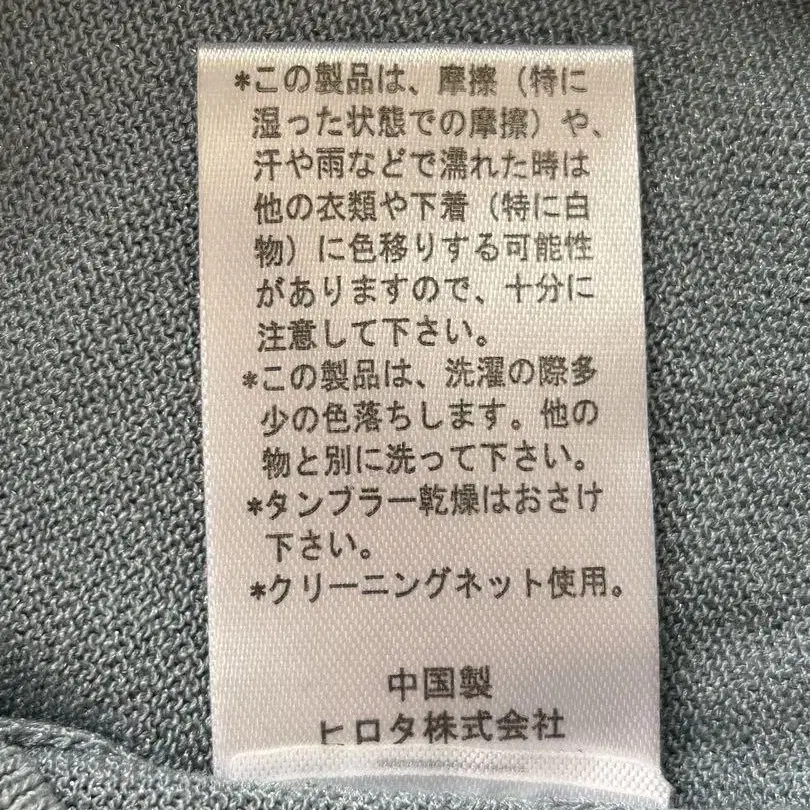 *この製品は、摩擦（特に
湿った状態での摩擦）や、
汗や雨などで濡れた時は
他の衣類や下着（特に白
物）に色移りする可能性
がありますので、十分に
注意して下さい。
*この製品は、洗濯の際多
少の色落ちします。他の
物と別に洗って下さい。
*タンブラー乾燥はおさけ
下さい。
*クリーニングネット使用。
中国製
ヒロタ株式会社